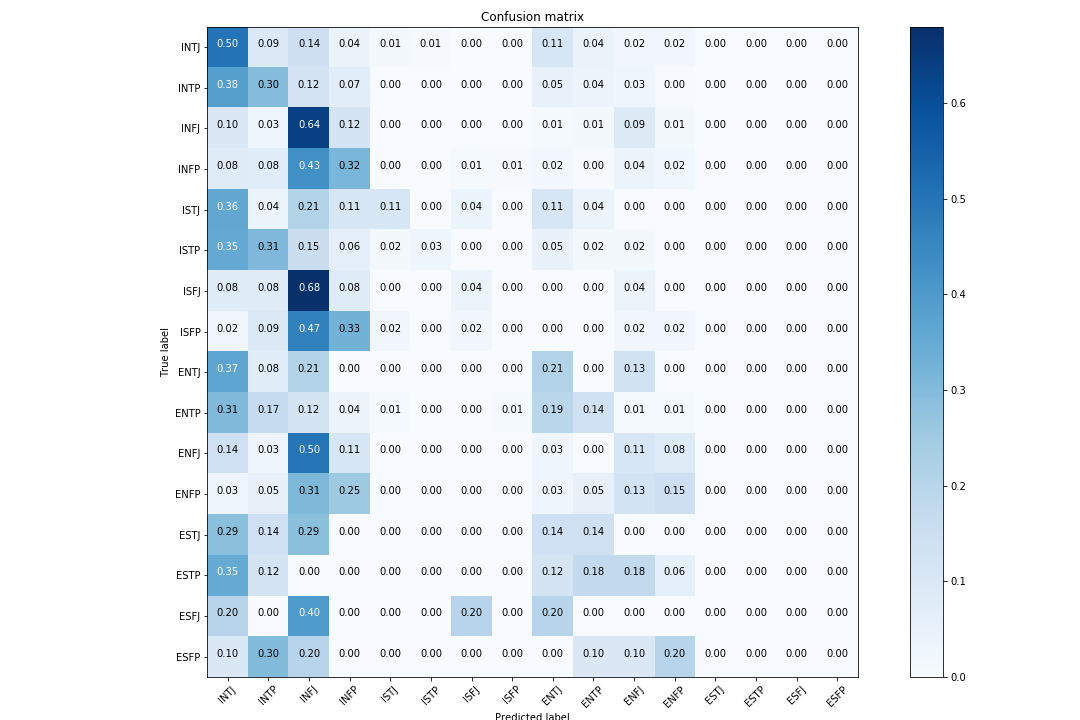 Confusion matrix
INTJ 0.50 0.09 0.14 0.04 0.01 0.01 0.00 0.00 0.11 0.04 0.02 0.02 0.00 0.00 0.00 0.00
INTP 0.38 0.30 0.12 0.07 0.00 0.00 0.00 0.00 0.05 0.04 0.03 0.00 0.00 0.00 0.00 0.00
INFJ 0.10 0.03 0.64 0.12 0.00 0.00 0.00 0.00 0.01 0.01 0.09 0.01 0.00 0.00 0.00 0.00
0.6
INFP 0.08 0.08 0.43 0.32 0.00 0.00 0.01 0.01 0.02 0.00 0.04 0.02 0.00 0.00 0.00 0.00
0.5
ISTJ 0.36 0.04 0.21 0.11 0.11 0.00 0.04 0.00 0.11 0.04 0.00 0.00 0.00 0.00 0.00 0.00
ISTP 0.35 0.31 0.15 0.06 0.02 0.03 0.00 0.00 0.05 0.02 0.02 0.00 0.00 0.00 0.00 0.00
ISFJ 0.08 0.08 0.68 0.08 0.00 0.00 0.04 0.00 0.00 0.00 0.04 0.00 0.00 0.00 0.00 0.00
0.4
True label
ISFP 0.02 0.09 0.47 0.33 0.02 0.00 0.02 0.00 0.00 0.00 0.02 0.02 0.00 0.00 0.00 0.00
ENTJ 0.37 0.08 0.21 0.00 0.00 0.00 0.00 0.00 0.21 0.00 0.13 0.00 0.00 0.00 0.00 0.00
0.3
ENTP 0.31 0.17 0.12 0.04 0.01 0.00 0.00 0.01 0.19 0.14 0.01 0.01 0.00 0.00 0.00 0.00
ENFJ 0.14 0.03 0.50 0.11 0.00 0.00 0.00 0.00 0.03 0.00 0.11 0.08 0.00 0.00 0.00 0.00
0.2
ENFP 0.03 0.05 0.31 0.25 0.00 0.00 0.00 0.00 0.03 0.05 0.13 0.15 0.00 0.00 0.00 0.00
ESTJ 0.29 0.14 0.29 0.00 0.00 0.00 0.00 0.00 0.14 0.14 0.00 0.00 0.00 0.00 0.00 0.00
ESTP 0.35 0.12 0.00 0.00 0.00 0.00 0.00 0.00 0.12 0.18 0.18 0.06 0.00 0.00 0.00 0.00
0.1
ESFJ 0.20 0.00 0.40 0.00 0.00 0.00 0.20 0.00 0.20 0.00 0.00 0.00 0.00 0.00 0.00 0.00
ESFP 0.10 0.30 0.20 0.00 0.00 0.00 0.00 0.00 0.00 0.10 0.10 0.20 0.00 0.00 0.00 0.00
0.0
INTJ INTP INFJ INFP ISTJ ISTP ISFJ ISFP ENTJ ENTP ENFJ ENFP ESTJ ESTP ESFJ ESFP
Predicted label